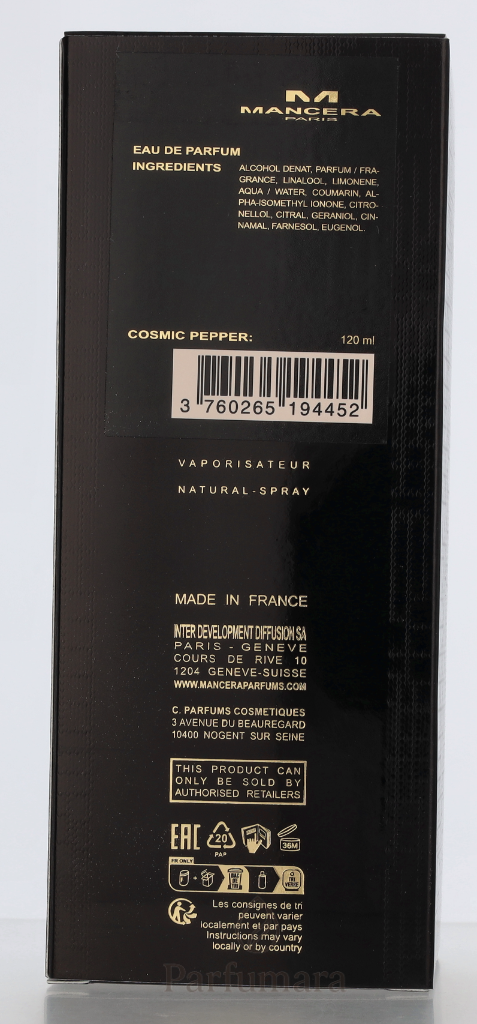 M
MANCERA
PARIS
EAU DE PARFUM
INGREDIENTS
ALCOHOL DENAT, PARFUM / FRA-
GRANCE, LINALOOL, LIMONENE,
AQUA / WATER, COUMARIN, AL-
PHA-ISOMETHYL IONONE, CITRO-
NELLOL, CITRAL, GERANIOL, CIN-
NAMAL, FARNESOL, EUGENOL.
COSMIC PEPPER: 120 ml
3 760265 194452
VAPORISATEUR
NATURAL-SPRAY
MADE IN FRANCE
INTER DEVELOPMENT DIFFUSION SA
PARIS - GENEVE
COURS DE RIVE 10
1204 GENEVE-SUISSE
WWW.MANCERAPARFUMS.COM
C. PARFUMS COSMETIQUES
3 AVENUE DU BEAUREGARD
10400 NOGENT SUR SEINE
THIS PRODUCT CAN
ONLY BE SOLD BY
AUTHORISED RETAILERS
EAC 20 36M
PAP
FR ONLY
BAC DE TRI
TRI VERRE
Les consignes de tri
peuvent varier
localement et par pays
Instructions may vary
locally or by country
Parfumara